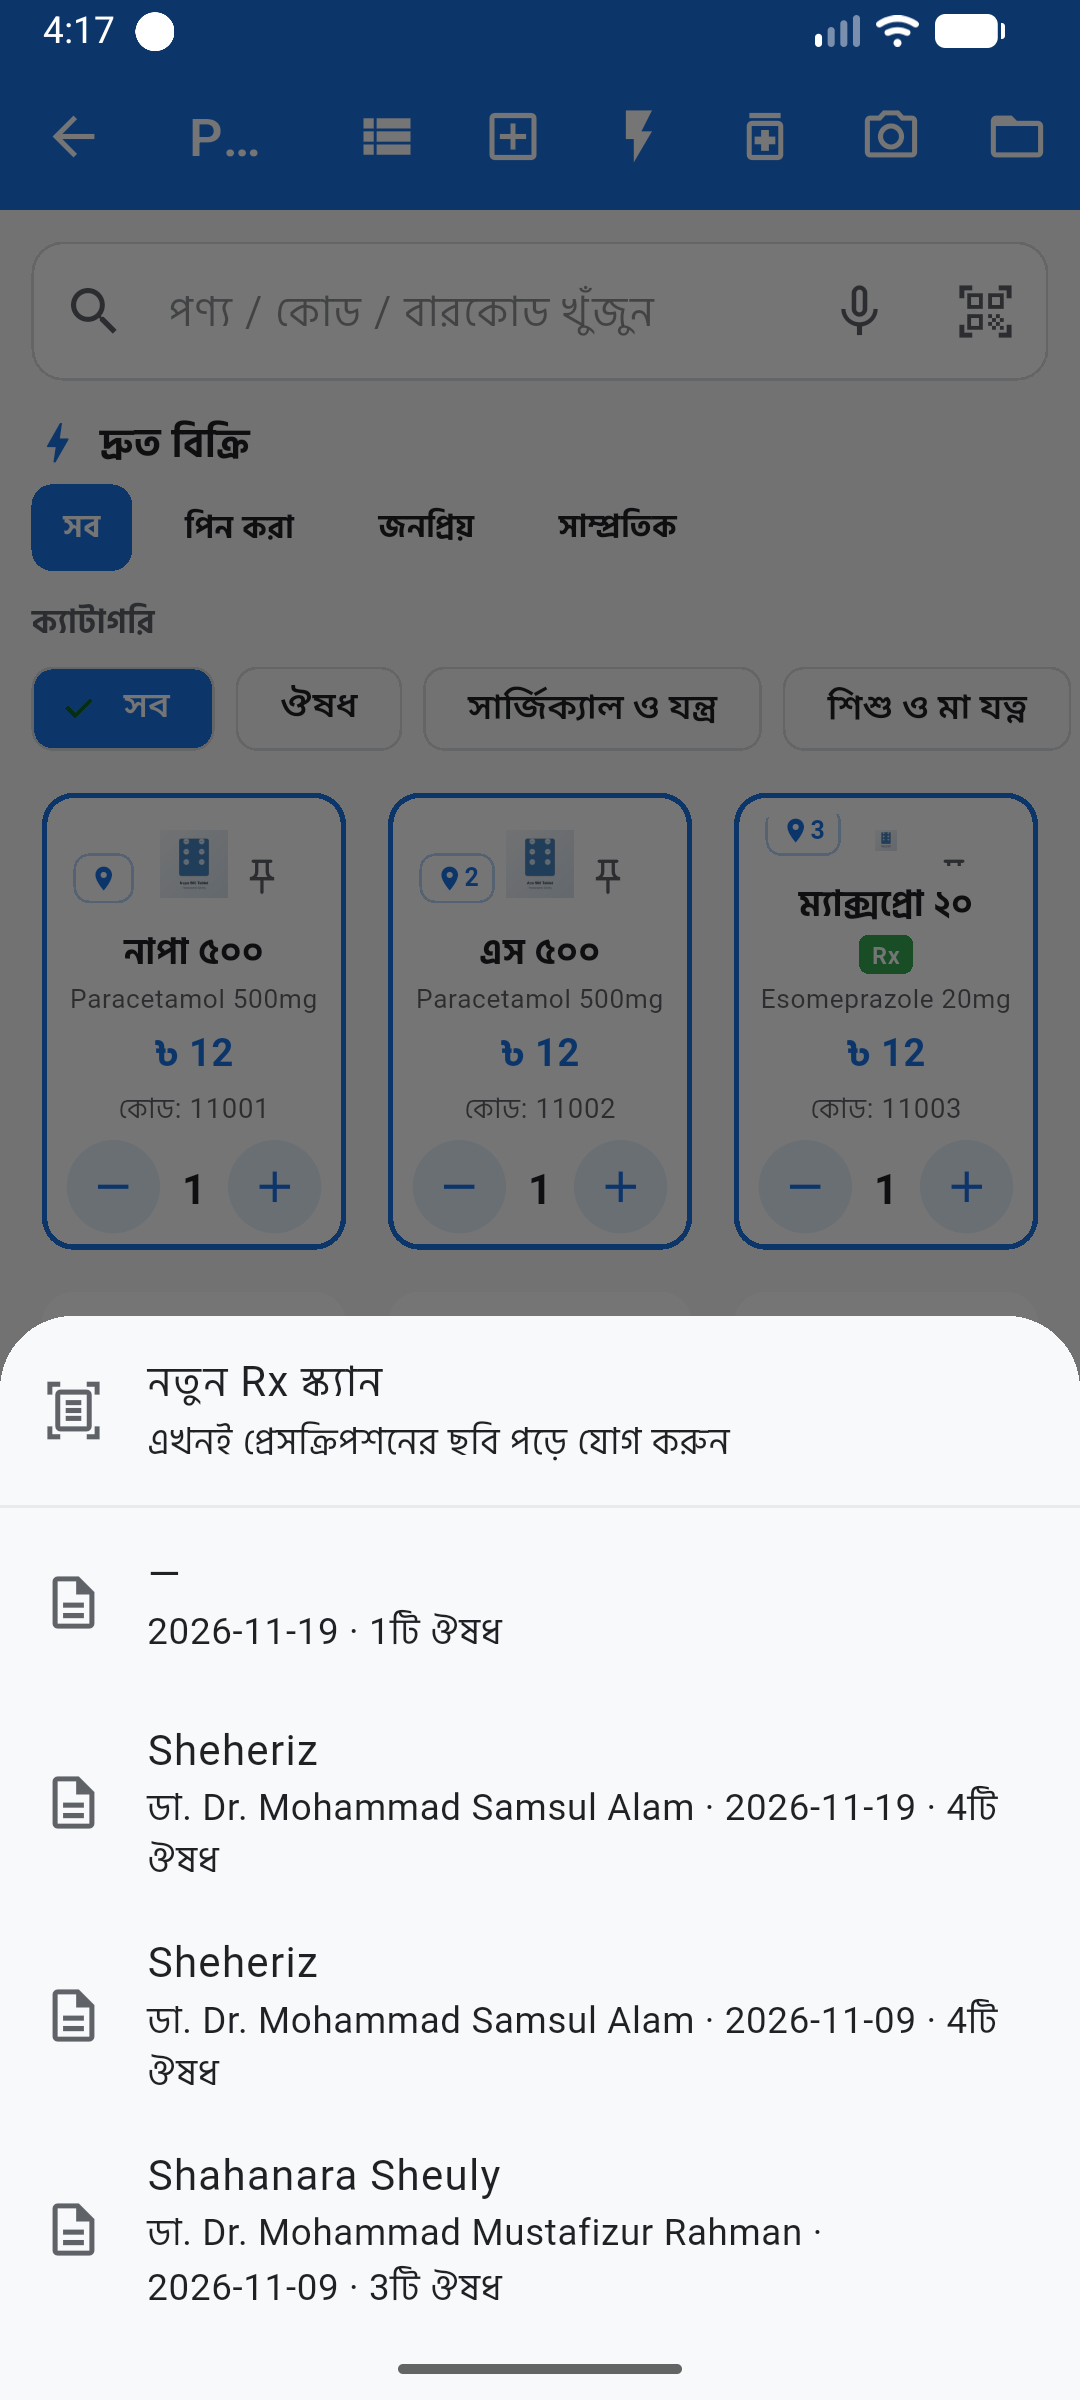 4:17
P...
পণ্য / কোড / বারকোড খুঁজুন
দ্রুত বিক্রি
সব পিন করা জনপ্রিয় সাম্প্রতিক
ক্যাটাগরি
সব ঔষধ সার্জিক্যাল ও যন্ত্র শিশু ও মা যত্ন
2 3
নাপা ৫০০ এস ৫০০ ম্যাক্সপ্রো ২০
Rx
Paracetamol 500mg Paracetamol 500mg Esomeprazole 20mg
৳ 12 ৳ 12 ৳ 12
কোড: 11001 কোড: 11002 কোড: 11003
− 1 + − 1 + − 1 +
নতুন Rx স্ক্যান
এখনই প্রেসক্রিপশনের ছবি পড়ে যোগ করুন
—
2026-11-19 · 1টি ঔষধ
Sheheriz
ডা. Dr. Mohammad Samsul Alam · 2026-11-19 · 4টি
ঔষধ
Sheheriz
ডা. Dr. Mohammad Samsul Alam · 2026-11-09 · 4টি
ঔষধ
Shahanara Sheuly
ডা. Dr. Mohammad Mustafizur Rahman ·
2026-11-09 · 3টি ঔষধ